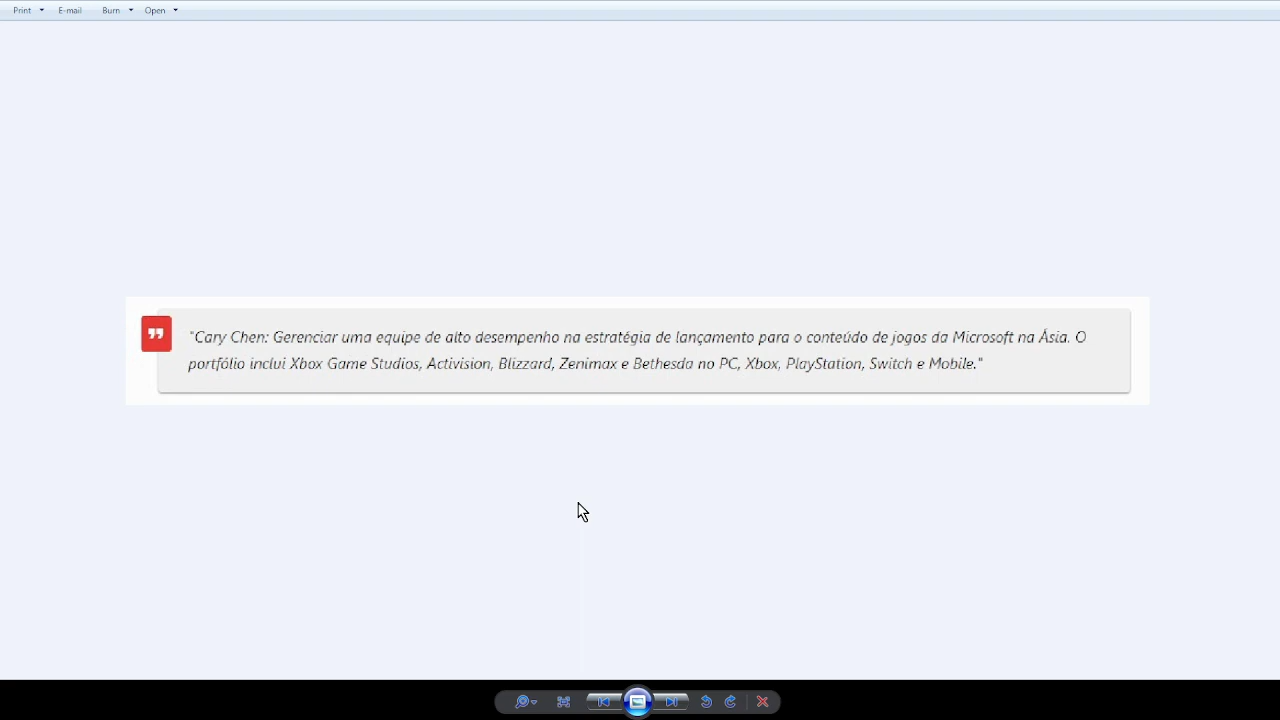 Print E-mail Burn Open
"Cary Chen: Gerenciar uma equipe de alto desempenho na estratégia de lançamento para o conteúdo de jogos da Microsoft na Ásia. O
portfólio inclui Xbox Game Studios, Activision, Blizzard, Zenimax e Bethesda no PC, Xbox, PlayStation, Switch e Mobile."